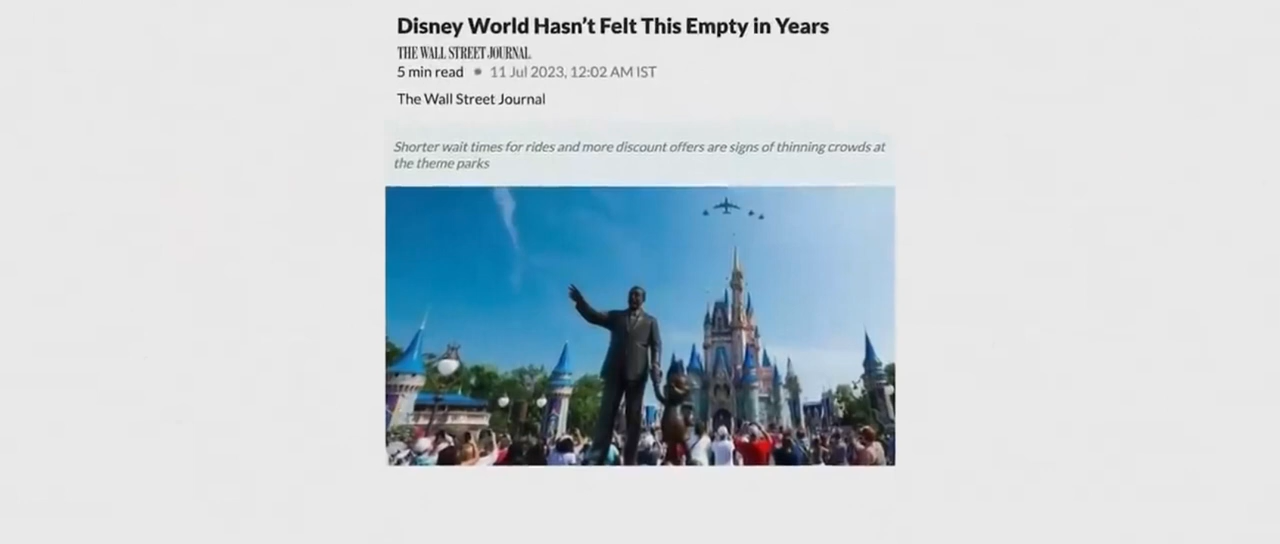 Disney World Hasn’t Felt This Empty in Years
THE WALL STREET JOURNAL.
5 min read • 11 Jul 2023, 12:02 AM IST
The Wall Street Journal
Shorter wait times for rides and more discount offers are signs of thinning crowds at
the theme parks